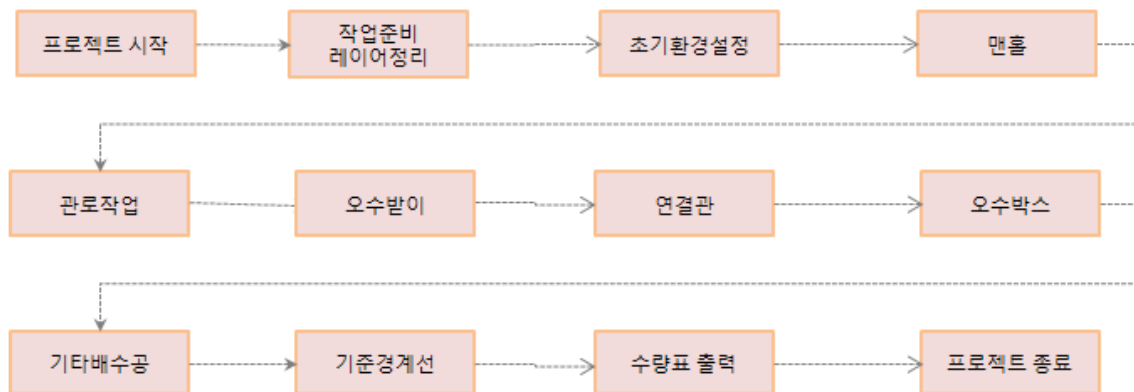 프로젝트 시작
작업준비
레이어정리
초기환경설정
맨홀
관로작업
오수받이
연결관
오수박스
기타배수공
기준경계선
수량표 출력
프로젝트 종료